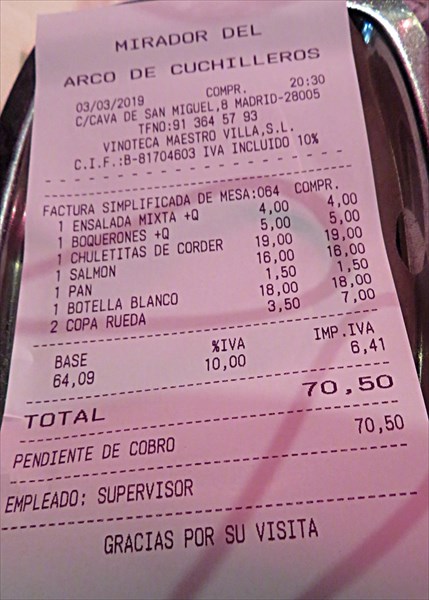 MIRADOR DEL
ARCO DE CUCHILLEROS
03/03/2019 COMPR. 20:30
C/CAVA DE SAN MIGUEL,8 MADRID-28005
TFNO:91 364 57 93
VINOTECA MAESTRO VILLA,S.L.
C.I.F.:B-81704603 IVA INCLUIDO 10%
FACTURA SIMPLIFICADA DE MESA:064 COMPR.
1 ENSALADA MIXTA +Q 4,00 4,00
1 BOQUERONES +Q 5,00 5,00
1 CHULETITAS DE CORDER 19,00 19,00
1 SALMON 16,00 16,00
1 PAN 1,50 1,50
1 BOTELLA BLANCO 18,00 18,00
2 COPA RUEDA 3,50 7,00
BASE %IVA IMP.IVA
64,09 10,00 6,41
TOTAL 70,50
PENDIENTE DE COBRO 70,50
EMPLEADO: SUPERVISOR
GRACIAS POR SU VISITA